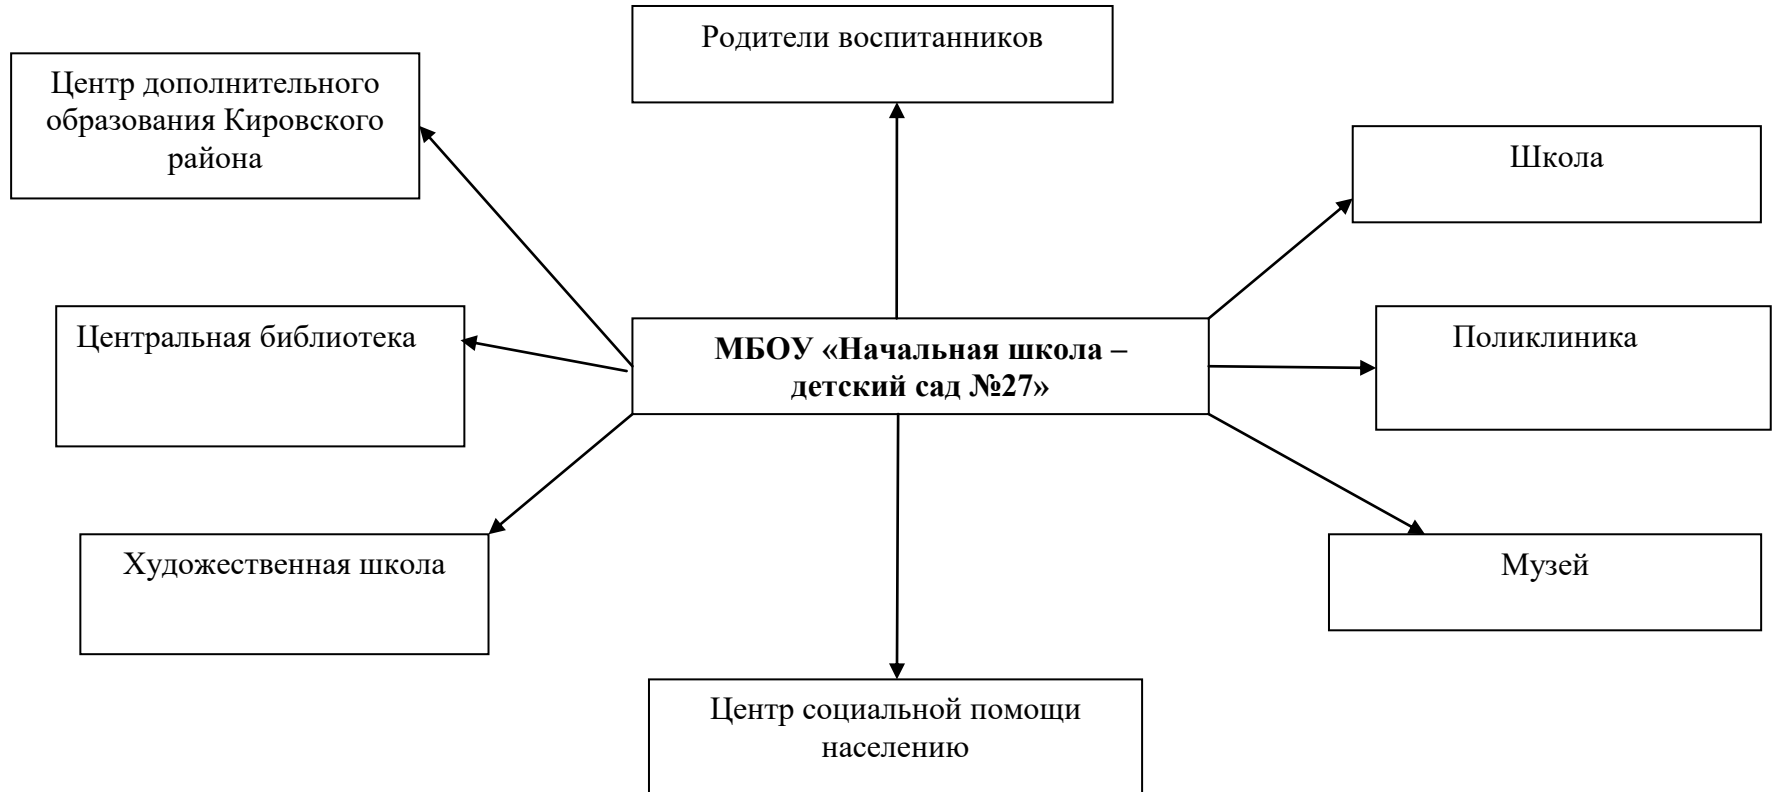 Родители воспитанников
Центр дополнительного
образования Кировского
района
Школа
Центральная библиотека
МБОУ «Начальная школа –
детский сад №27»
Поликлиника
Художественная школа
Музей
Центр социальной помощи
населению